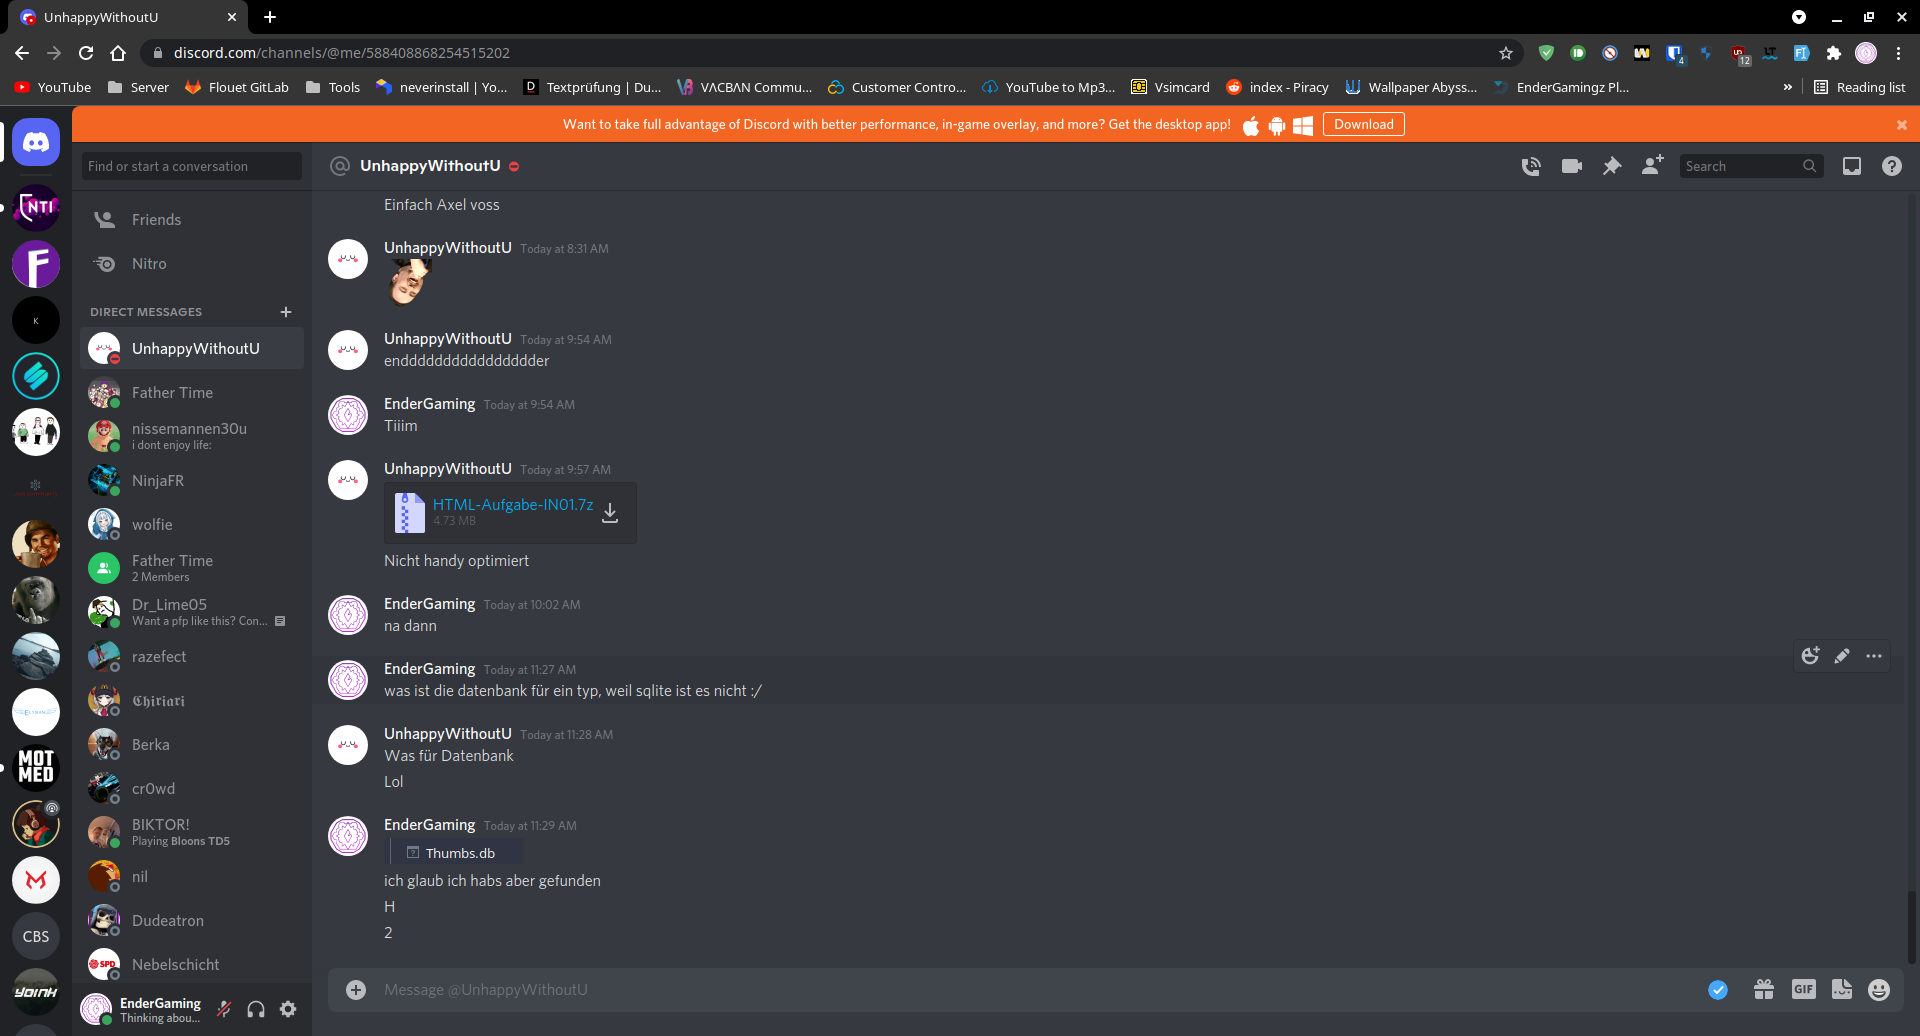 UnhappyWithoutU
discord.com/channels/@me/588408868254515202
4
12
YouTube
Server
Flouet GitLab
Tools
neverinstall | Yo...
Textprüfung | Du...
VACBAN Commu...
Customer Contro...
YouTube to Mp3...
Vsimcard
index - Piracy
Wallpaper Abyss...
EnderGamingz Pl...
»
Reading list
Want to take full advantage of Discord with better performance, in-game overlay, and more? Get the desktop app!
Download
Find or start a conversation
@ UnhappyWithoutU
Search
NTI
F
K
MOT
MED
CBS
YOINK
Friends
Nitro
DIRECT MESSAGES
UnhappyWithoutU
Father Time
nissemannen30u
i dont enjoy life:
NinjaFR
wolfie
Father Time
2 Members
Dr_Lime05
Want a pfp like this? Con...
razefect
𝕮𝖍𝖎𝖗𝖎𝖆𝖗𝖎
Berka
cr0wd
BIKTOR!
Playing Bloons TD5
nil
Dudeatron
SPD
Nebelschicht
EnderGaming
Thinking abou...
Einfach Axel voss
UnhappyWithoutU Today at 8:31 AM
UnhappyWithoutU Today at 9:54 AM
enddddddddddddddddder
EnderGaming Today at 9:54 AM
Tiiim
UnhappyWithoutU Today at 9:57 AM
HTML-Aufgabe-IN01.7z
4.73 MB
Nicht handy optimiert
EnderGaming Today at 10:02 AM
na dann
EnderGaming Today at 11:27 AM
was ist die datenbank für ein typ, weil sqlite ist es nicht :/
UnhappyWithoutU Today at 11:28 AM
Was für Datenbank
Lol
EnderGaming Today at 11:29 AM
Thumbs.db
ich glaub ich habs aber gefunden
H
2
Message @UnhappyWithoutU
GIF